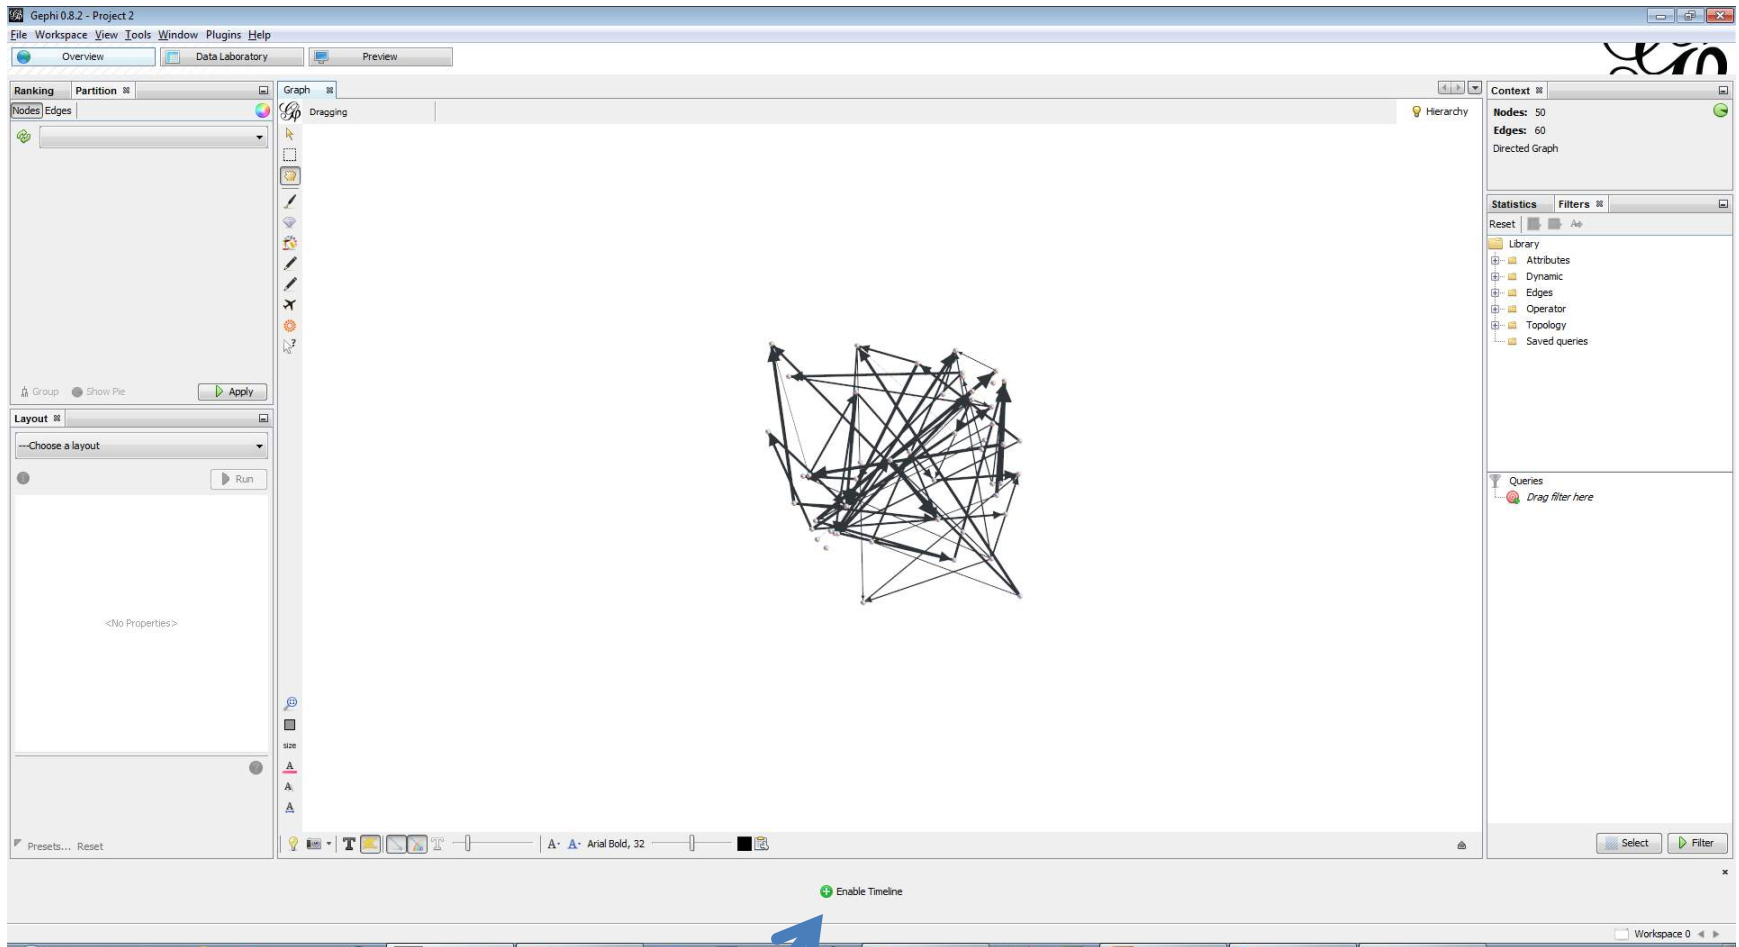 Gephi 0.8.2 - Project 2
File Workspace View Tools Window Plugins Help
Overview
Data Laboratory
Preview
Ranking
Partition
Nodes Edges
Group
Show Pie
Apply
Layout
---Choose a layout
Run
<No Properties>
Presets... Reset
Graph
Dragging
Hierarchy
size
Arial Bold, 32
Context
Nodes: 50
Edges: 60
Directed Graph
Statistics
Filters
Reset
Library
Attributes
Dynamic
Edges
Operator
Topology
Saved queries
Queries
Drag filter here
Select
Filter
Enable Timeline
Workspace 0